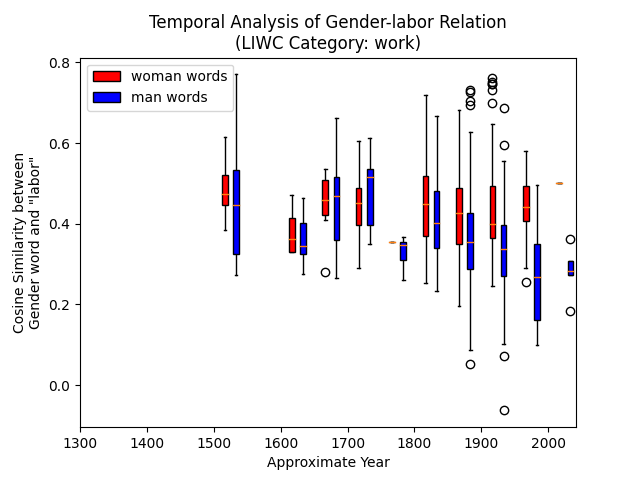 Temporal Analysis of Gender-labor Relation
(LIWC Category: work)
woman words
man words
0.8
0.6
0.4
0.2
0.0
Cosine Similarity between
Gender word and "labor"
1300 1400 1500 1600 1700 1800 1900 2000
Approximate Year